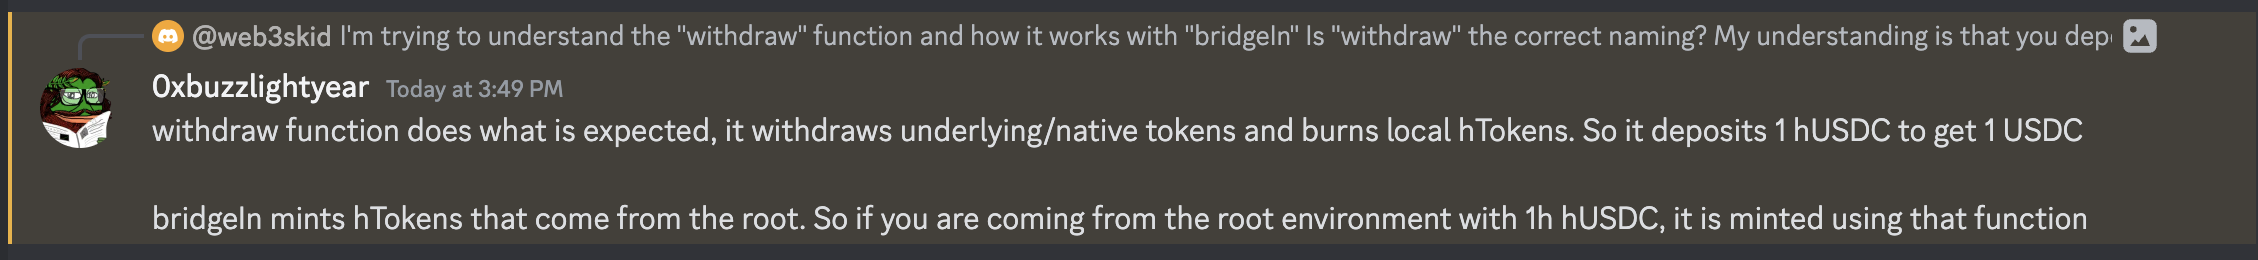 @web3skid I'm trying to understand the "withdraw" function and how it works with "bridgeIn" Is "withdraw" the correct naming? My understanding is that you dep
0xbuzzlightyear Today at 3:49 PM
withdraw function does what is expected, it withdraws underlying/native tokens and burns local hTokens. So it deposits 1 hUSDC to get 1 USDC
bridgeIn mints hTokens that come from the root. So if you are coming from the root environment with 1h hUSDC, it is minted using that function